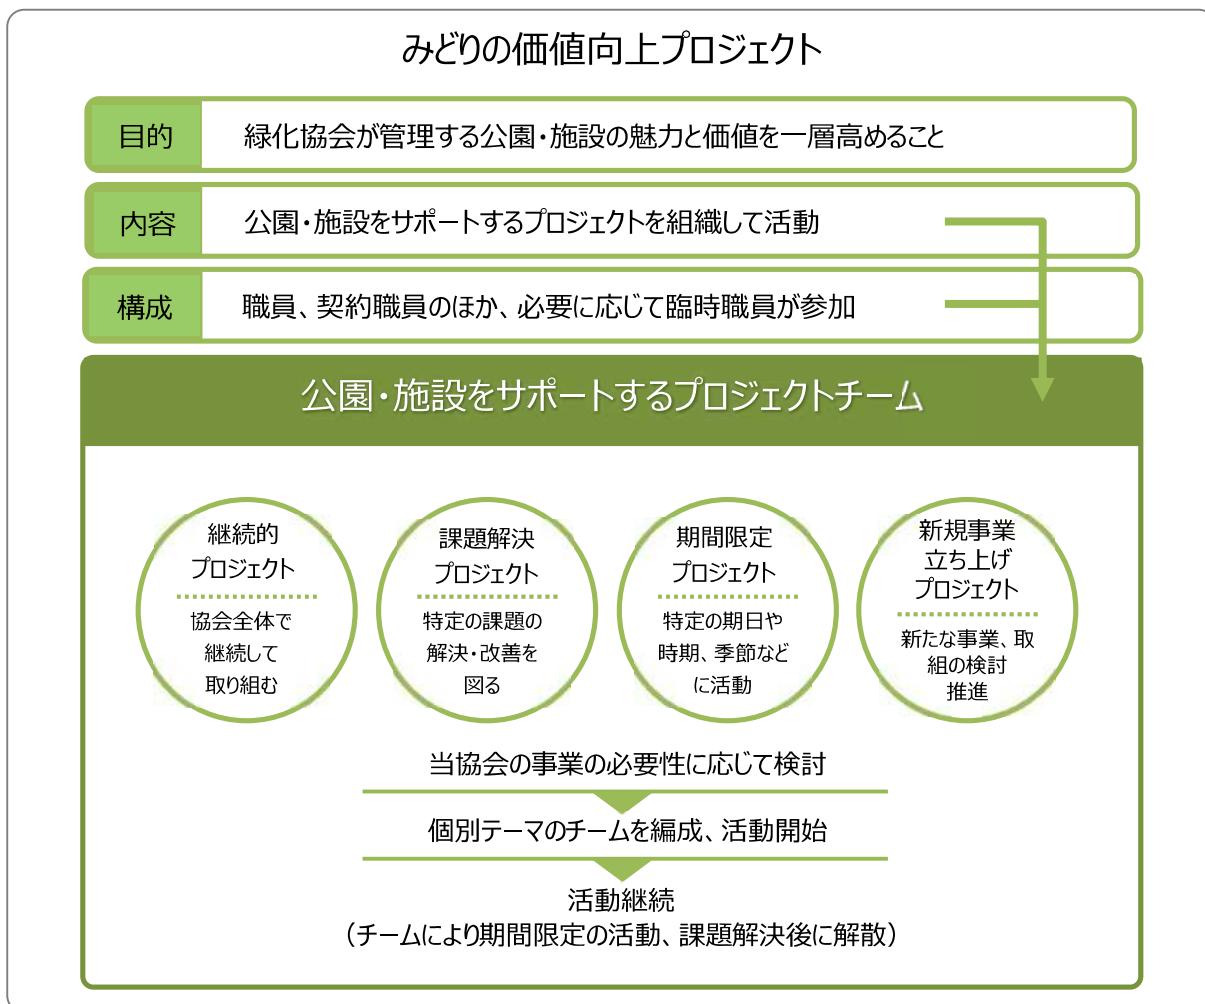 みどりの価値向上プロジェクト
目的
緑化協会が管理する公園・施設の魅力と価値を一層高めること
内容
公園・施設をサポートするプロジェクトを組織して活動
構成
職員、契約職員のほか、必要に応じて臨時職員が参加
公園・施設をサポートするプロジェクトチーム
継続的
プロジェクト
協会全体で
継続して
取り組む
課題解決
プロジェクト
特定の課題の
解決・改善を
図る
期間限定
プロジェクト
特定の期日や
時期、季節など
に活動
新規事業
立ち上げ
プロジェクト
新たな事業、取
組の検討
推進
当協会の事業の必要性に応じて検討
個別テーマのチームを編成、活動開始
活動継続
（チームにより期間限定の活動、課題解決後に解散）